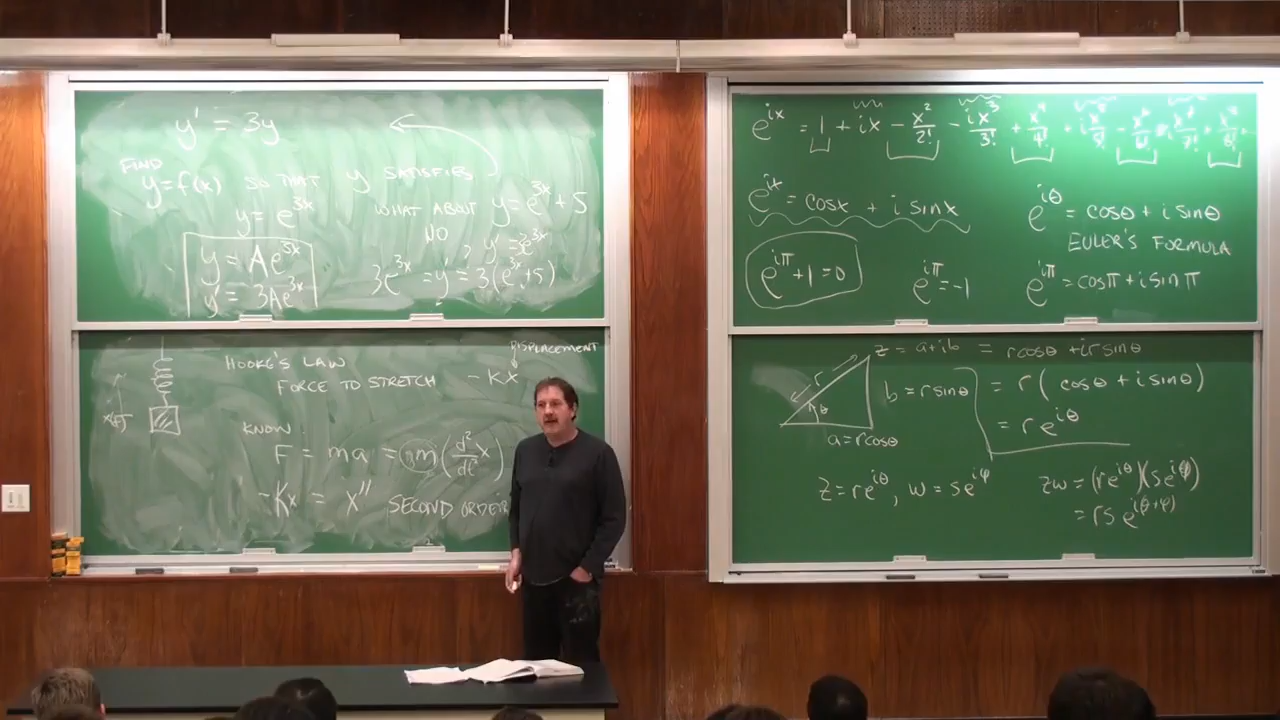 y' = 3y
FIND
y = f(x) SO THAT y SATISFIES
y = e^{3x}
WHAT ABOUT y = e^{3x} + 5
NO
y = Ae^{3x}
y' = 3Ae^{3x}
, y' = 3e^{3x}
3e^{3x} = y' = 3(e^{3x}+5)
HOOKE'S LAW
DISPLACEMENT
FORCE TO STRETCH - Kx
x(t)
KNOW:
F = ma = m(d²/dt² x)
-Kx = x'' SECOND ORDER
e^{ix} = 1 + ix - x²/2! - ix³/3! + x⁴/4!
e^{ix} = cosx + i sinx
e^{iπ} + 1 = 0
e^{iπ} = -1
e^{iθ} = cosθ + i sinθ
EULER'S FORMULA
e^{iπ} = cosπ + i sinπ
z = a+ib = rcosθ + irsinθ
r
θ
b = rsinθ
a = rcosθ
= r( cosθ + i sinθ)
= re^{iθ}
z = re^{iθ}, w = se^{iφ}
zw = (re^{iθ})(se^{iφ})
= rs e^{i(θ+φ)}